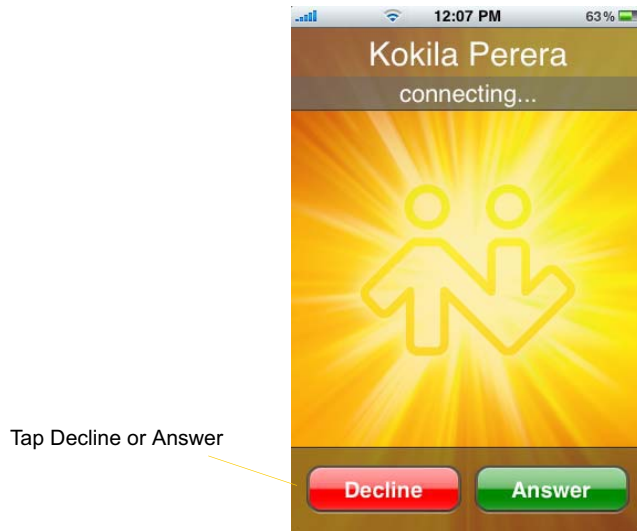 12:07 PM 63%
Kokila Perera
connecting...
Tap Decline or Answer
Decline Answer